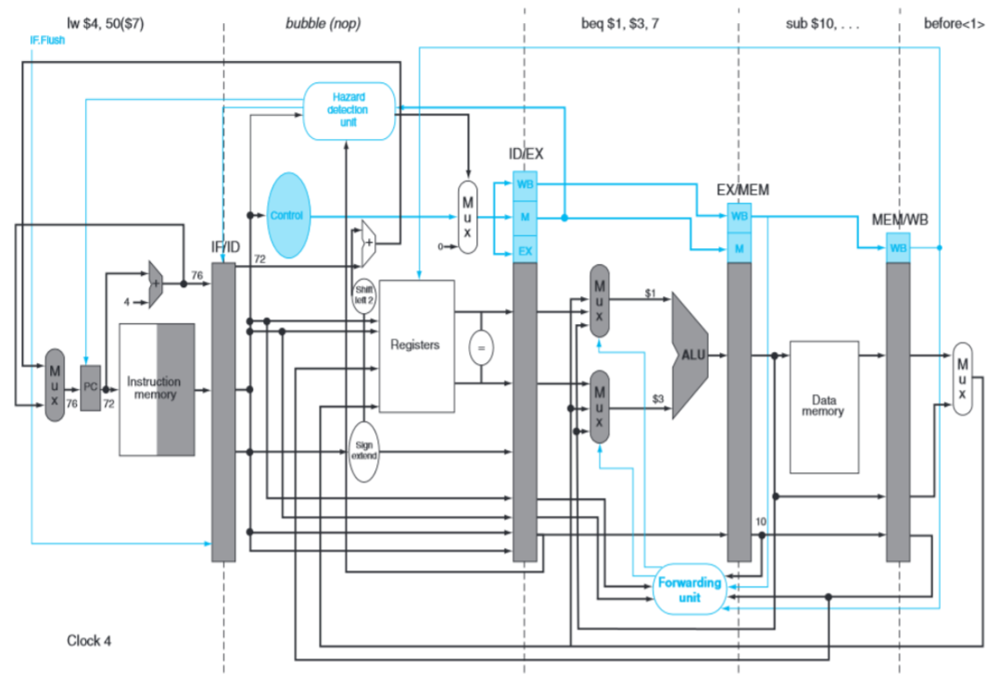 lw $4, 50($7)
bubble (nop)
beq $1, $3, 7
sub $10, . . .
before<1>
IF.Flush
Hazard
detection
unit
ID/EX
WB
EX/MEM
M
u
x
Control
M
WB
MEM/WB
0
EX
M
WB
IF/ID
72
+
76
+
4
Shift
left 2
M
u
x
$1
Registers
=
ALU
M
u
x
PC
Instruction
memory
76
72
M
u
x
$3
Data
memory
M
u
x
Sign
extend
10
Forwarding
unit
Clock 4